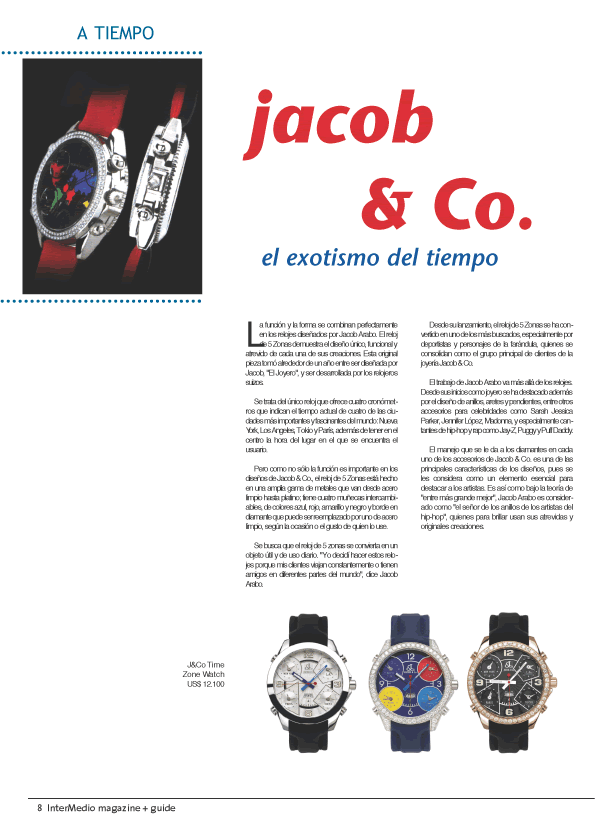 A TIEMPO
jacob
& Co.
el exotismo del tiempo
La función y la forma se combinan perfectamente
en los relojes diseñados por Jacob Arabo. El reloj
de 5 Zonas demuestra el diseño único, funcional y
atrevido de cada una de sus creaciones. Esta original
pieza tomó alrededor de un año entre ser diseñada por
Jacob, "El Joyero", y ser desarrollada por los relojeros
suizos.
Se trata del único reloj que ofrece cuatro cronómet-
ros que indican el tiempo actual de cuatro de las ciu-
dades más importantes y fascinantes del mundo: Nueva
York, Los Angeles, Tokio y París, además de tener en el
centro la hora del lugar en el que se encuentra el
usuario.
Pero como no sólo la función es importante en los
diseños de Jacob & Co, el reloj de 5 Zonas está hecho
en una amplia gama de metales que van desde acero
limpio hasta platino; tiene cuatro muñecas intercambi-
ables, de colores azul, rojo, amarillo y negro y borde en
diamante que puede ser reemplazado por uno de acero
limpio, según la ocasión o el gusto de quien lo use.
Se busca que el reloj de 5 zonas se convierta en un
objeto útil y de uso diario. "Yo decidí hacer estos relo-
jes porque mis clientes viajan constantemente o tienen
amigos en diferentes partes del mundo", dice Jacob
Arabo.
Desde su lanzamiento, el reloj de 5 Zonas se ha con-
vertido en uno de los más buscados, especialmente por
deportistas y personajes de la farándula, quienes se
consolidan como el grupo principal de clientes de la
joyería Jacob & Co.
El trabajo de Jacob Arabo va más allá de los relojes.
Desde sus inicios como joyero se ha destacado además
por el diseño de anillos, aretes y pendientes, entre otros
accesorios para celebridades como Sarah Jessica
Parker, Jennifer López, Madonna, y especialmente can-
tantes de hip-hop y rap como Jay-Z, Puggy y Puff Daddy.
El manejo que se le da a los diamantes en cada
uno de los accesorios de Jacob & Co. es una de las
principales características de los diseños, pues se
les considera como un elemento esencial para
destacar a los artistas. Es así como bajo la teoría de
"entre más grande mejor", Jacob Arabo es consider-
ado como "el señor de los anillos de los artistas del
hip-hop", quienes para brillar usan sus atrevidas y
originales creaciones.
J&Co Time
Zone Watch
US$ 12.100
8 InterMedio magazine + guide